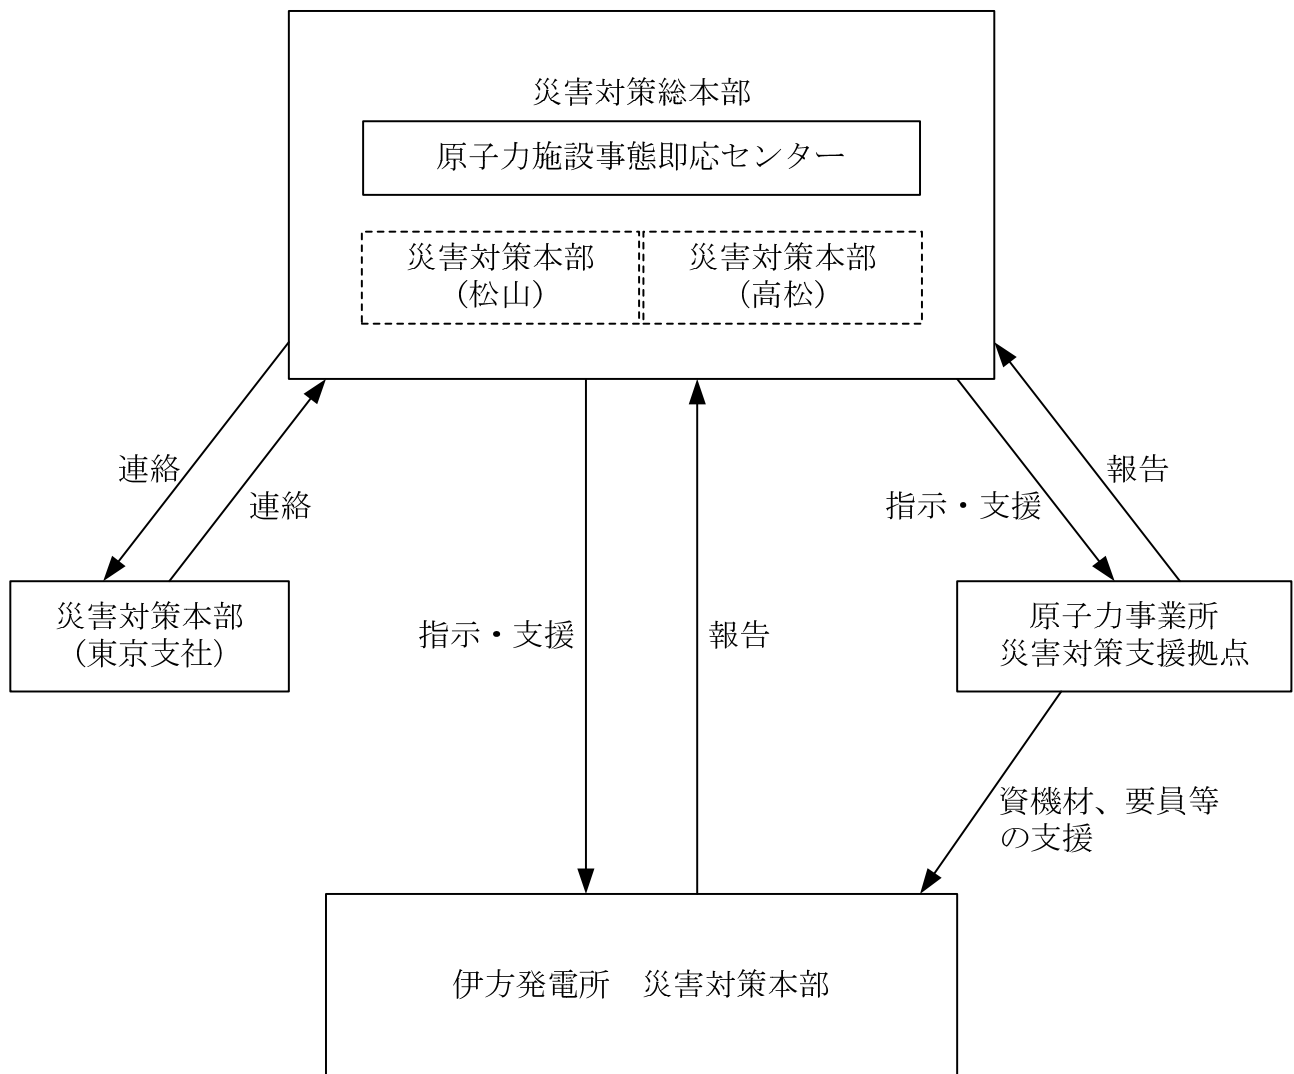 災害対策総本部
原子力施設事態即応センター
災害対策本部
（松山）
災害対策本部
（高松）
連絡
連絡
報告
指示・支援
災害対策本部
（東京支社）
指示・支援
報告
原子力事業所
災害対策支援拠点
資機材、要員等
の支援
伊方発電所　災害対策本部